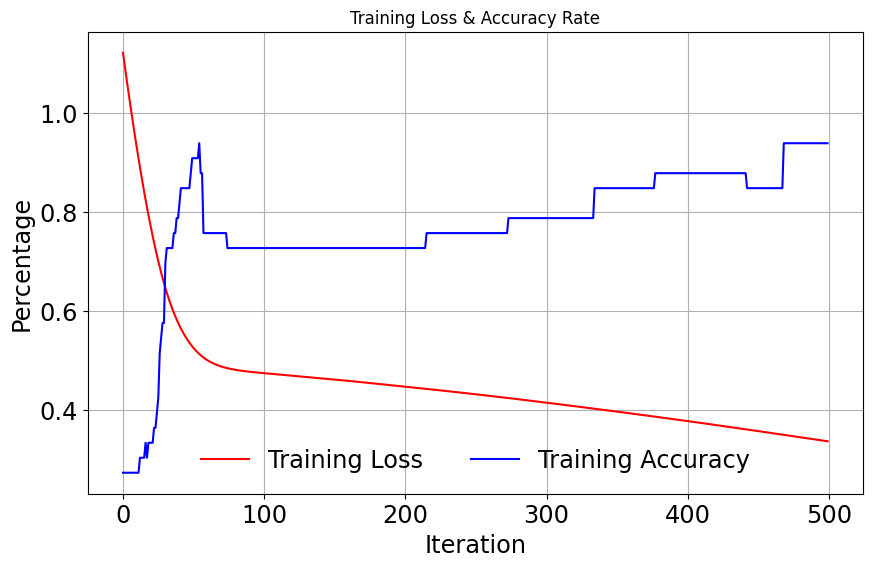 Training Loss & Accuracy Rate
1.0
0.8
0.6
0.4
Percentage
Training Loss
Training Accuracy
0
100
200
300
400
500
Iteration